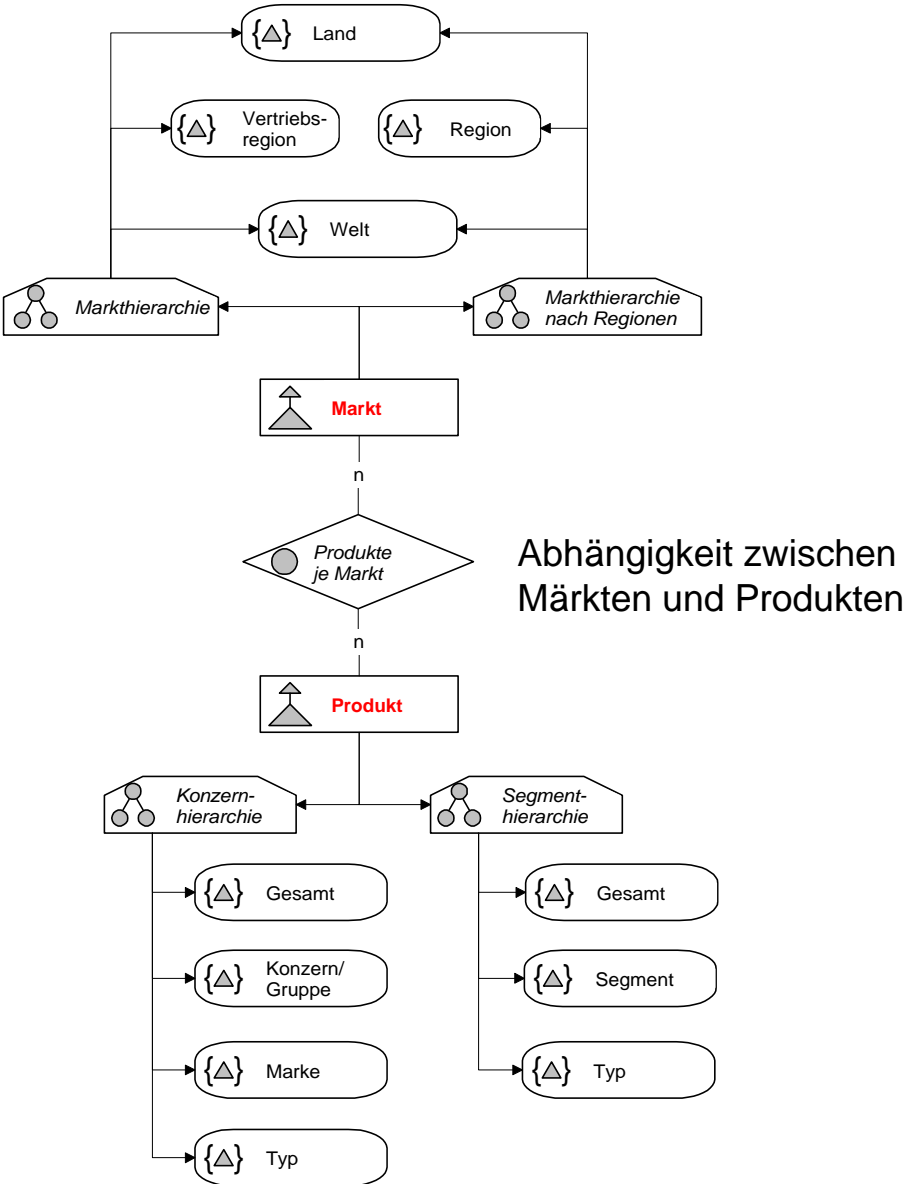 { } Land
{ } Vertriebs-
region
{ } Region
{ } Welt
Markthierarchie
Markthierarchie
nach Regionen
Markt
n
Produkte
je Markt
Abhängigkeit zwischen
Märkten und Produkten
n
Produkt
Konzern-
hierarchie
Segment-
hierarchie
{ } Gesamt
{ } Gesamt
{ } Konzern/
Gruppe
{ } Segment
{ } Marke
{ } Typ
{ } Typ